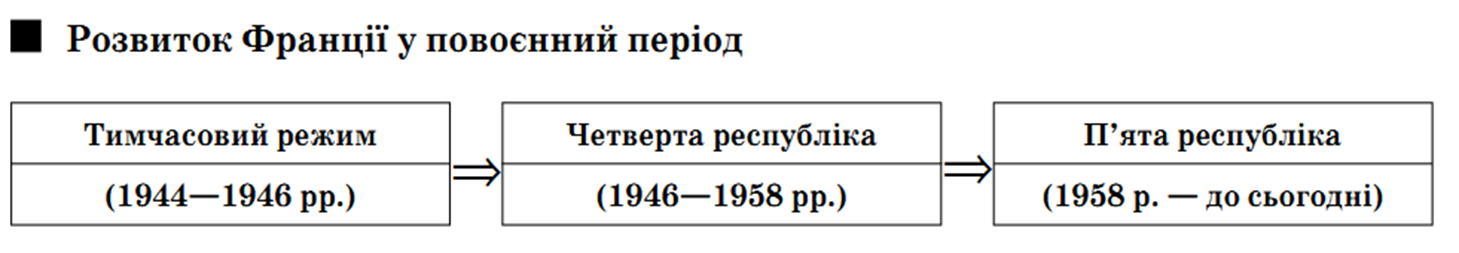 ■ Розвиток Франції у повоєнний період
Тимчасовий режим
(1944—1946 рр.)
⇒
Четверта республіка
(1946—1958 рр.)
⇒
П’ята республіка
(1958 р. — до сьогодні)